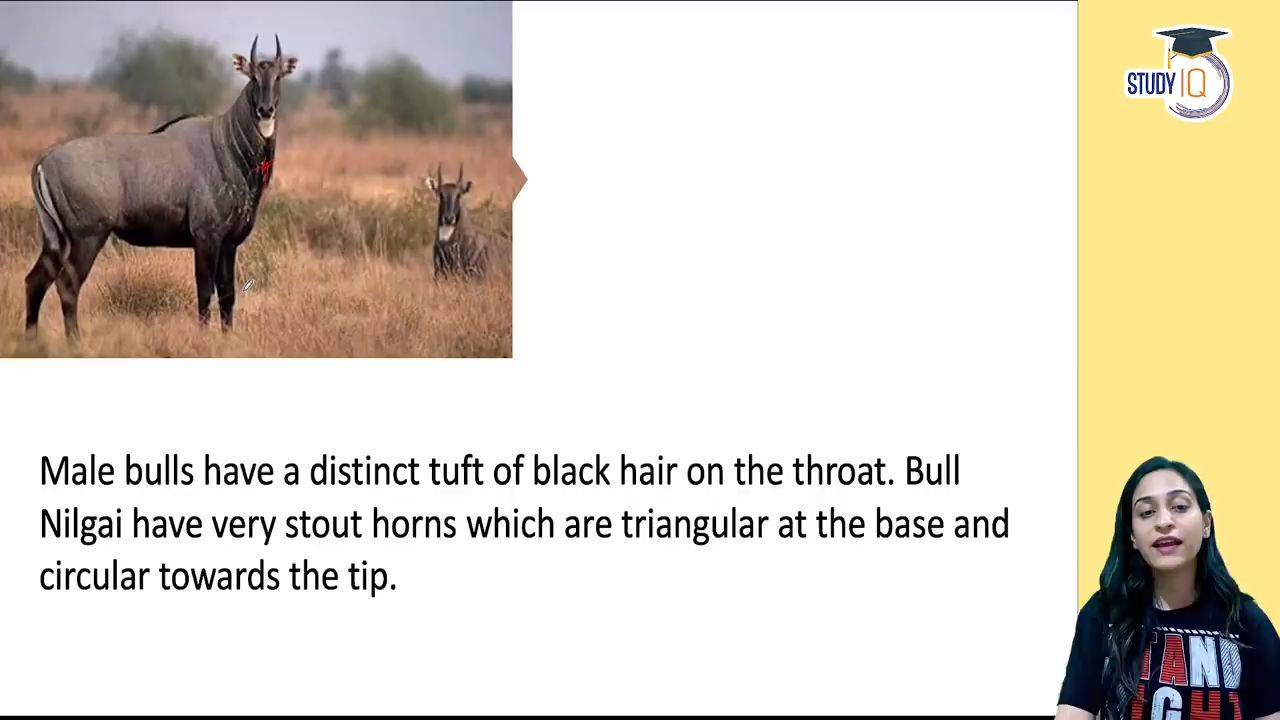 STUDY IQ
Male bulls have a distinct tuft of black hair on the throat. Bull
Nilgai have very stout horns which are triangular at the base and
circular towards the tip.